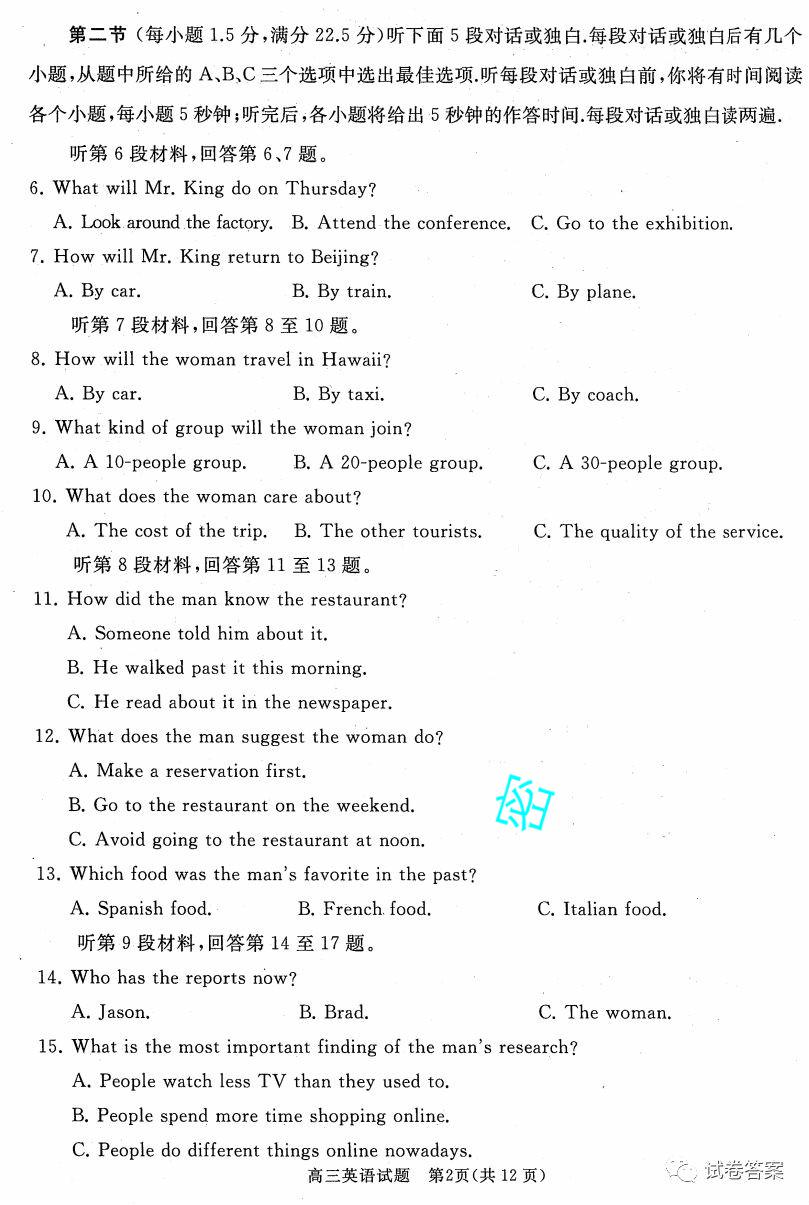 第二节 (每小题 1.5 分,满分 22.5 分)听下面 5 段对话或独白.每段对话或独白后有几个
小题,从题中所给的 A、B、C 三个选项中选出最佳选项.听每段对话或独白前,你将有时间阅读
各个小题,每小题 5 秒钟;听完后,各小题将给出 5 秒钟的作答时间.每段对话或独白读两遍.
听第 6 段材料,回答第 6、7 题。
6. What will Mr. King do on Thursday?
A. Look around the factory. B. Attend the conference. C. Go to the exhibition.
7. How will Mr. King return to Beijing?
A. By car. B. By train. C. By plane.
听第 7 段材料,回答第 8 至 10 题。
8. How will the woman travel in Hawaii?
A. By car. B. By taxi. C. By coach.
9. What kind of group will the woman join?
A. A 10-people group. B. A 20-people group. C. A 30-people group.
10. What does the woman care about?
A. The cost of the trip. B. The other tourists. C. The quality of the service.
听第 8 段材料,回答第 11 至 13 题。
11. How did the man know the restaurant?
A. Someone told him about it.
B. He walked past it this morning.
C. He read about it in the newspaper.
12. What does the man suggest the woman do?
A. Make a reservation first.
B. Go to the restaurant on the weekend.
C. Avoid going to the restaurant at noon.
13. Which food was the man's favorite in the past?
A. Spanish food. B. French food. C. Italian food.
听第 9 段材料,回答第 14 至 17 题。
14. Who has the reports now?
A. Jason. B. Brad. C. The woman.
15. What is the most important finding of the man's research?
A. People watch less TV than they used to.
B. People spend more time shopping online.
C. People do different things online nowadays.
高三英语试题 第2页(共 12 页)
试卷答案